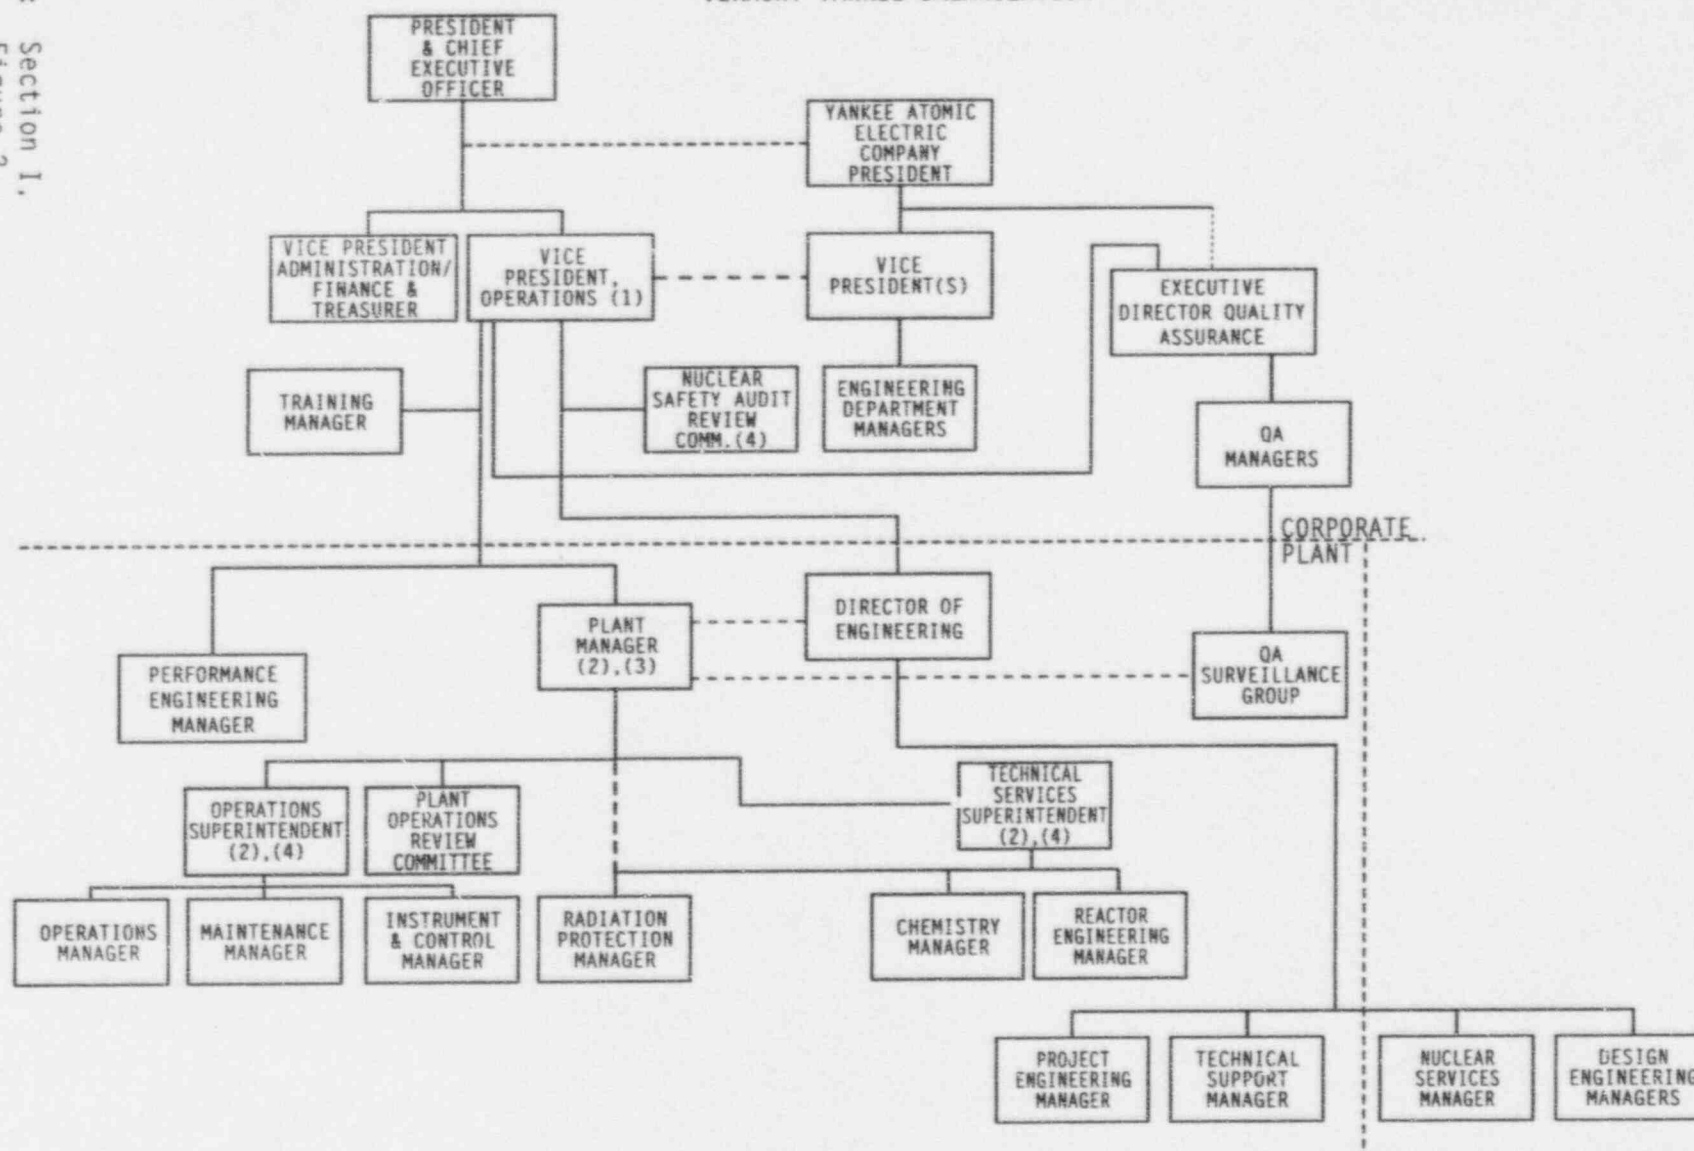 Section I,
PRESIDENT
& CHIEF
EXECUTIVE
OFFICER
YANKEE ATOMIC
ELECTRIC
COMPANY
PRESIDENT
VICE PRESIDENT
ADMINISTRATION/
FINANCE &
TREASURER
VICE
PRESIDENT,
OPERATIONS (1)
VICE
PRESIDENT(S)
EXECUTIVE
DIRECTOR QUALITY
ASSURANCE
TRAINING
MANAGER
NUCLEAR
SAFETY AUDIT
REVIEW
COMM.(4)
ENGINEERING
DEPARTMENT
MANAGERS
QA
MANAGERS
CORPORATE
PLANT
PERFORMANCE
ENGINEERING
MANAGER
PLANT
MANAGER
(2),(3)
DIRECTOR OF
ENGINEERING
QA
SURVEILLANCE
GROUP
OPERATIONS
SUPERINTENDENT
(2),(4)
PLANT
OPERATIONS
REVIEW
COMMITTEE
TECHNICAL
SERVICES
SUPERINTENDENT
(2),(4)
OPERATIONS
MANAGER
MAINTENANCE
MANAGER
INSTRUMENT
& CONTROL
MANAGER
RADIATION
PROTECTION
MANAGER
CHEMISTRY
MANAGER
REACTOR
ENGINEERING
MANAGER
PROJECT
ENGINEERING
MANAGER
TECHNICAL
SUPPORT
MANAGER
NUCLEAR
SERVICES
MANAGER
DESIGN
ENGINEERING
MANAGERS